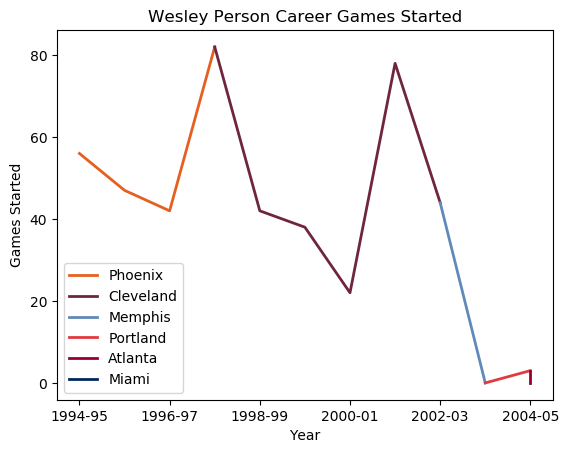 Wesley Person Career Games Started
Games Started
80
60
40
20
0
Phoenix
Cleveland
Memphis
Portland
Atlanta
Miami
1994-95 1996-97 1998-99 2000-01 2002-03 2004-05
Year